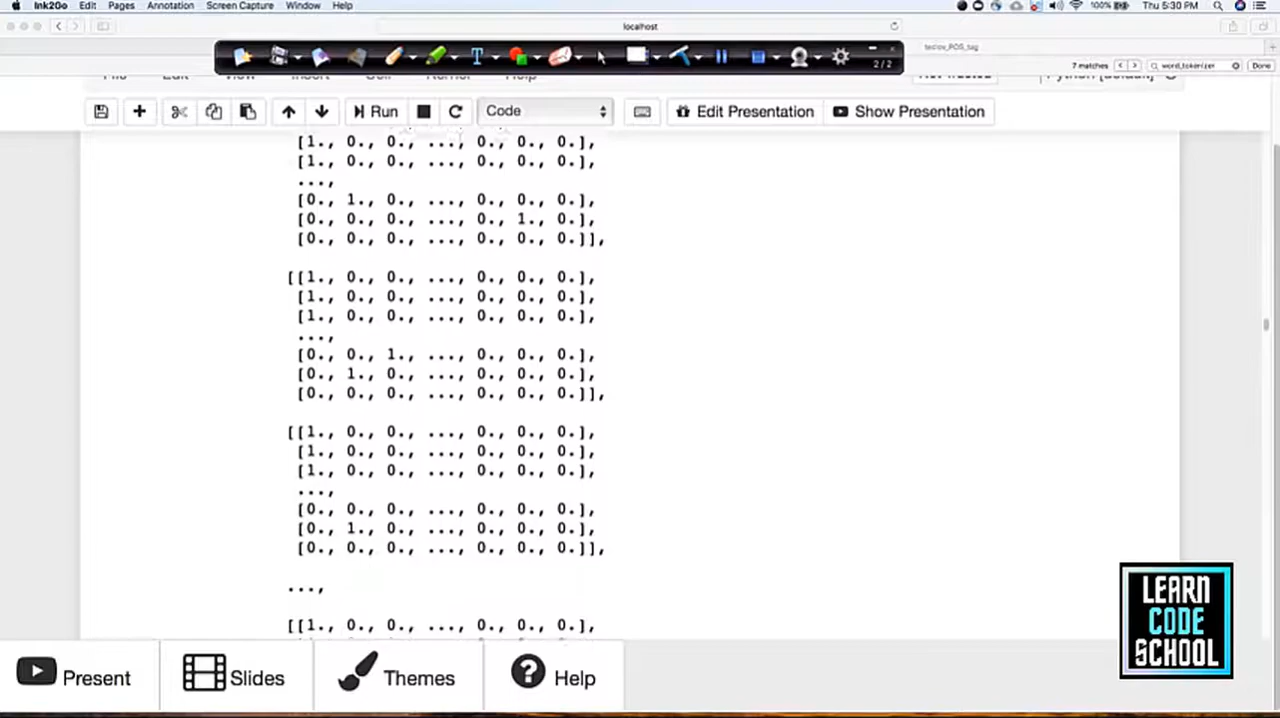 Ink2Go Edit Pages Annotation Screen Capture Window Help 100% Thu 5:30 PM
localhost
2 / 2
7 matches word_tokenizer Done
Run Code Edit Presentation Show Presentation
[1., 0., 0., ..., 0., 0., 0.],
[1., 0., 0., ..., 0., 0., 0.],
...,
[0., 1., 0., ..., 0., 0., 0.],
[0., 0., 0., ..., 0., 1., 0.],
[0., 0., 0., ..., 0., 0., 0.]],
[[1., 0., 0., ..., 0., 0., 0.],
[1., 0., 0., ..., 0., 0., 0.],
[1., 0., 0., ..., 0., 0., 0.],
...,
[0., 0., 1., ..., 0., 0., 0.],
[0., 1., 0., ..., 0., 0., 0.],
[0., 0., 0., ..., 0., 0., 0.]],
[[1., 0., 0., ..., 0., 0., 0.],
[1., 0., 0., ..., 0., 0., 0.],
[1., 0., 0., ..., 0., 0., 0.],
...,
[0., 0., 0., ..., 0., 0., 0.],
[0., 1., 0., ..., 0., 0., 0.],
[0., 0., 0., ..., 0., 0., 0.]],
...,
[[1., 0., 0., ..., 0., 0., 0.],
LEARN
CODE
SCHOOL
Present Slides Themes Help